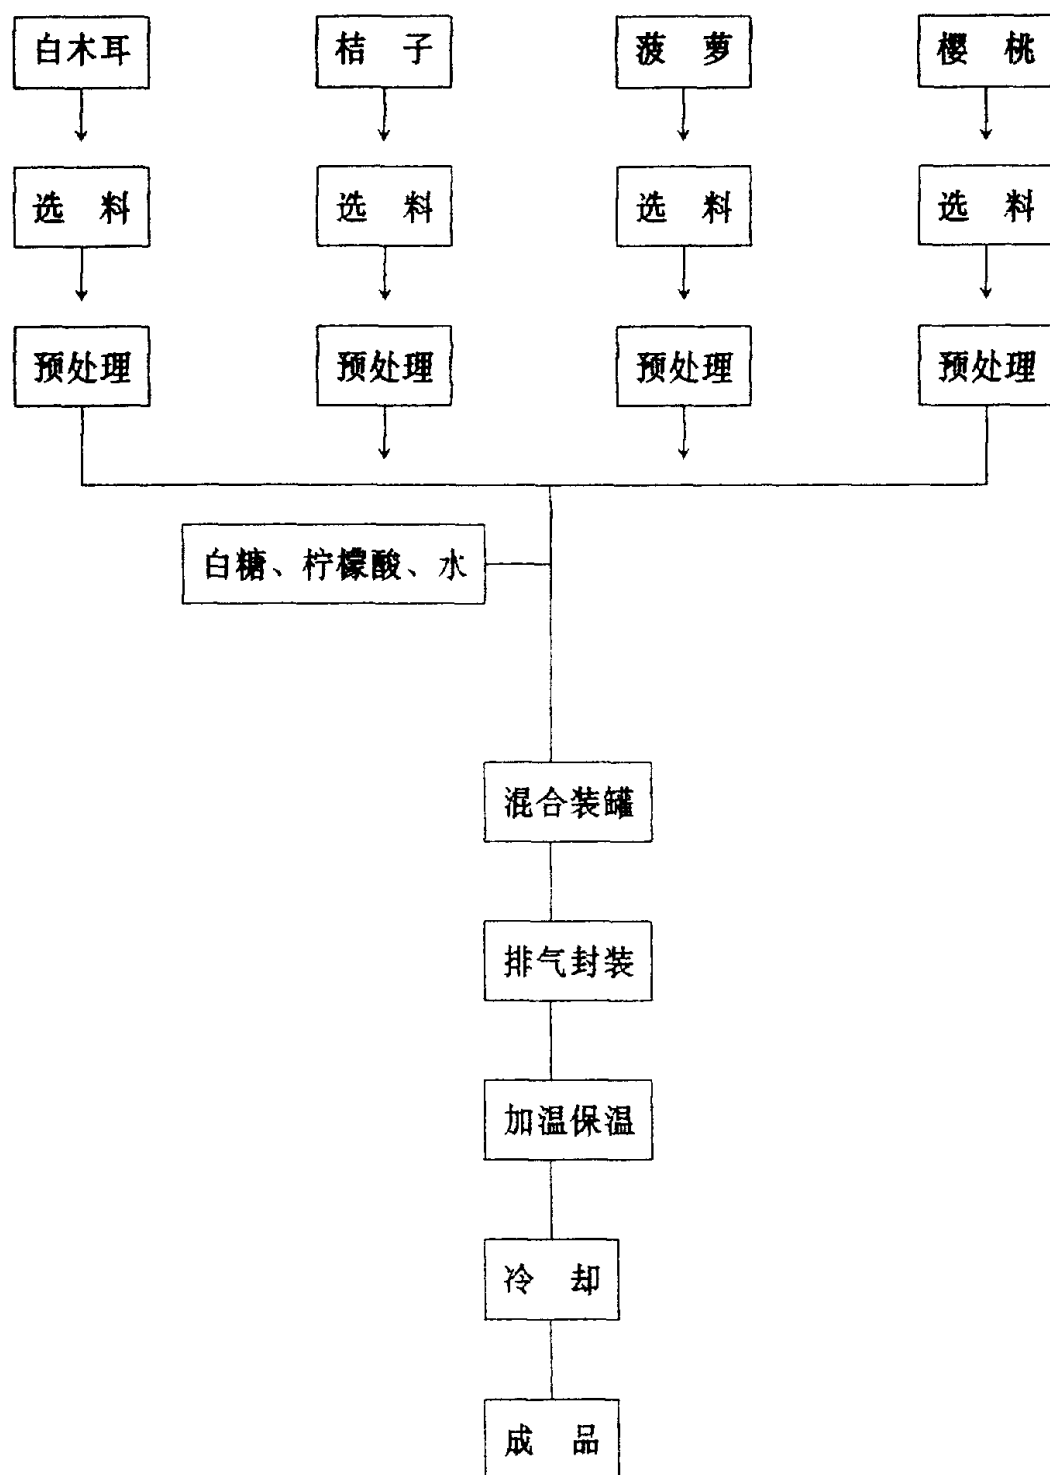 白木耳 桔 子 菠 萝 樱 桃
选 料 选 料 选 料 选 料
预处理 预处理 预处理 预处理
白糖、柠檬酸、水
混合装罐
排气封装
加温保温
冷 却
成 品